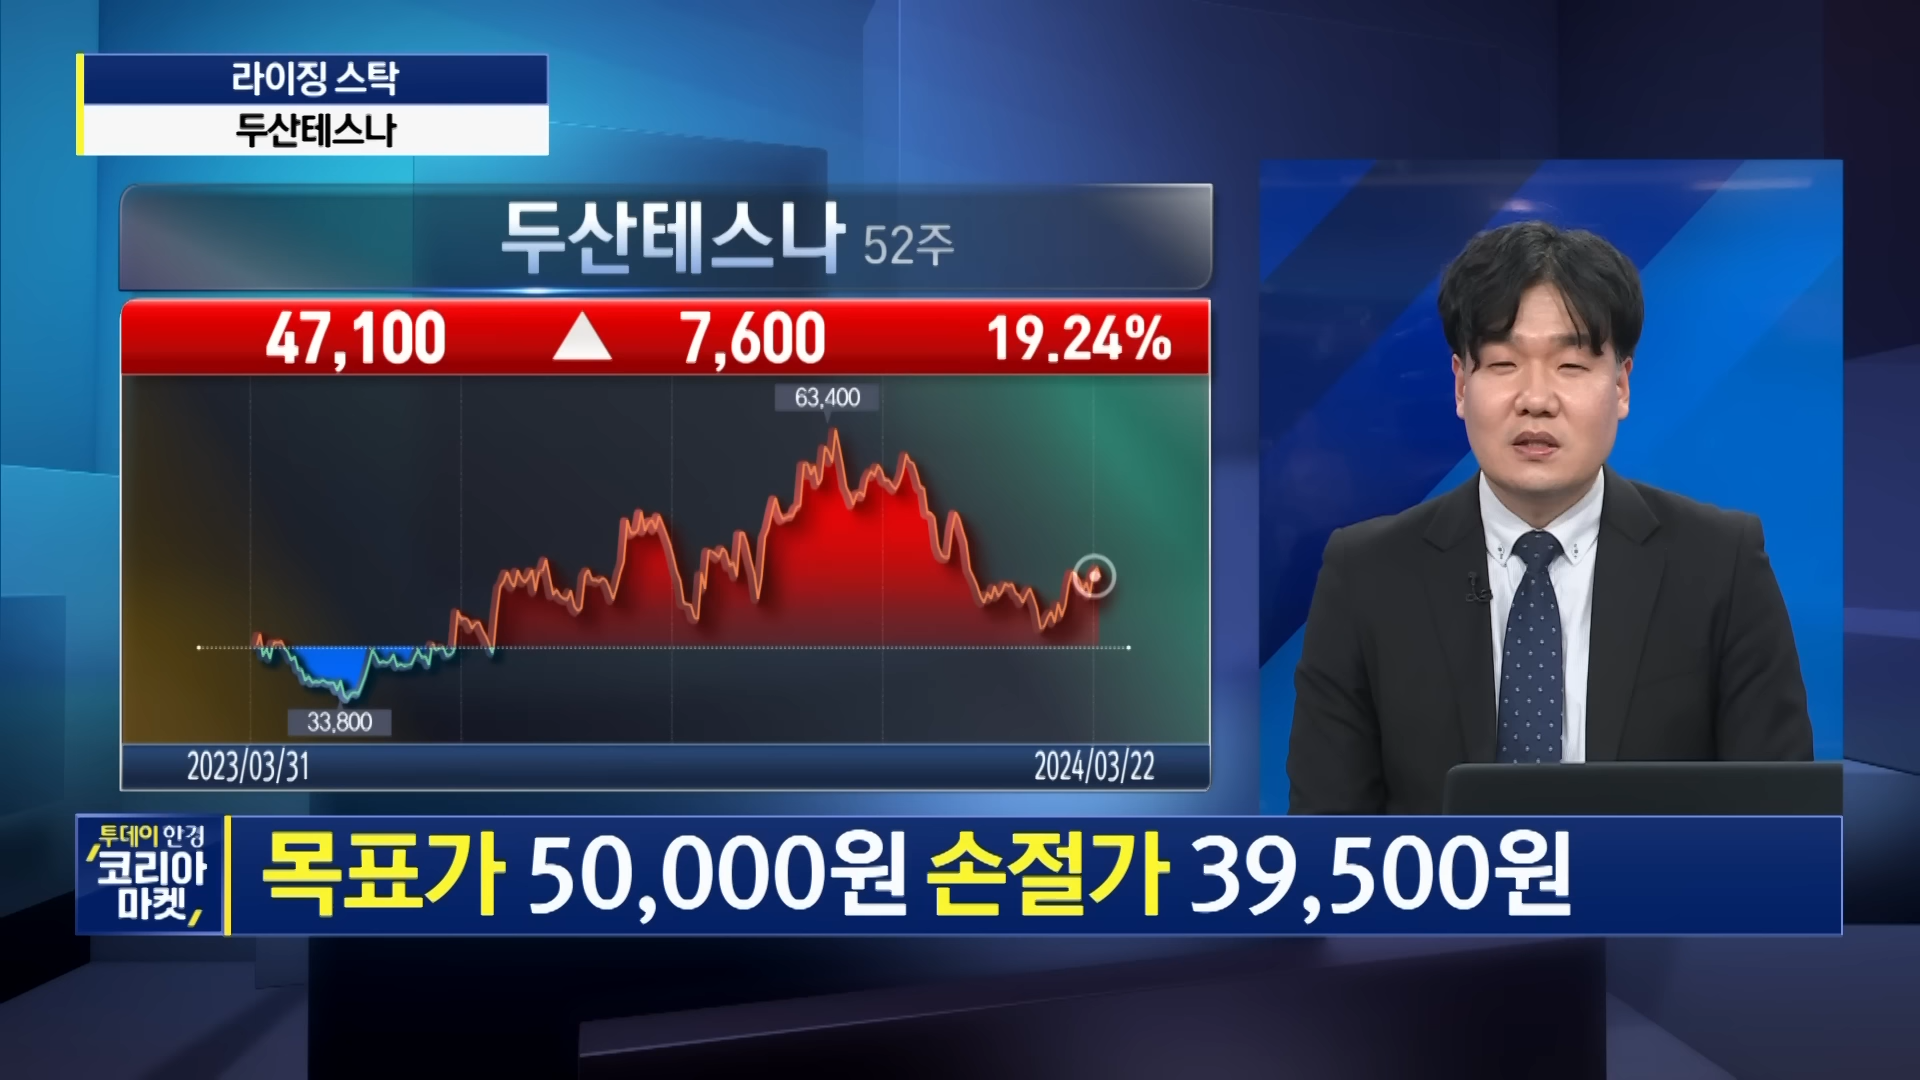 라이징 스탁
두산테스나
두산테스나 52주
47,100 ▲ 7,600 19.24%
63,400
33,800
2023/03/31 2024/03/22
투데이 안경
코리아
마켓
목표가 50,000원 손절가 39,500원